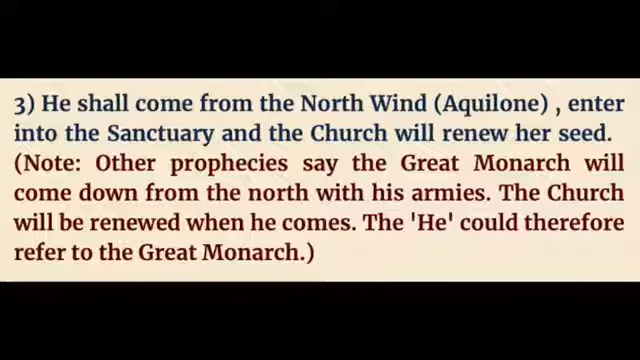 3) He shall come from the North Wind (Aquilone) , enter
into the Sanctuary and the Church will renew her seed.
(Note: Other prophecies say the Great Monarch will
come down from the north with his armies. The Church
will be renewed when he comes. The 'He' could therefore
refer to the Great Monarch.)